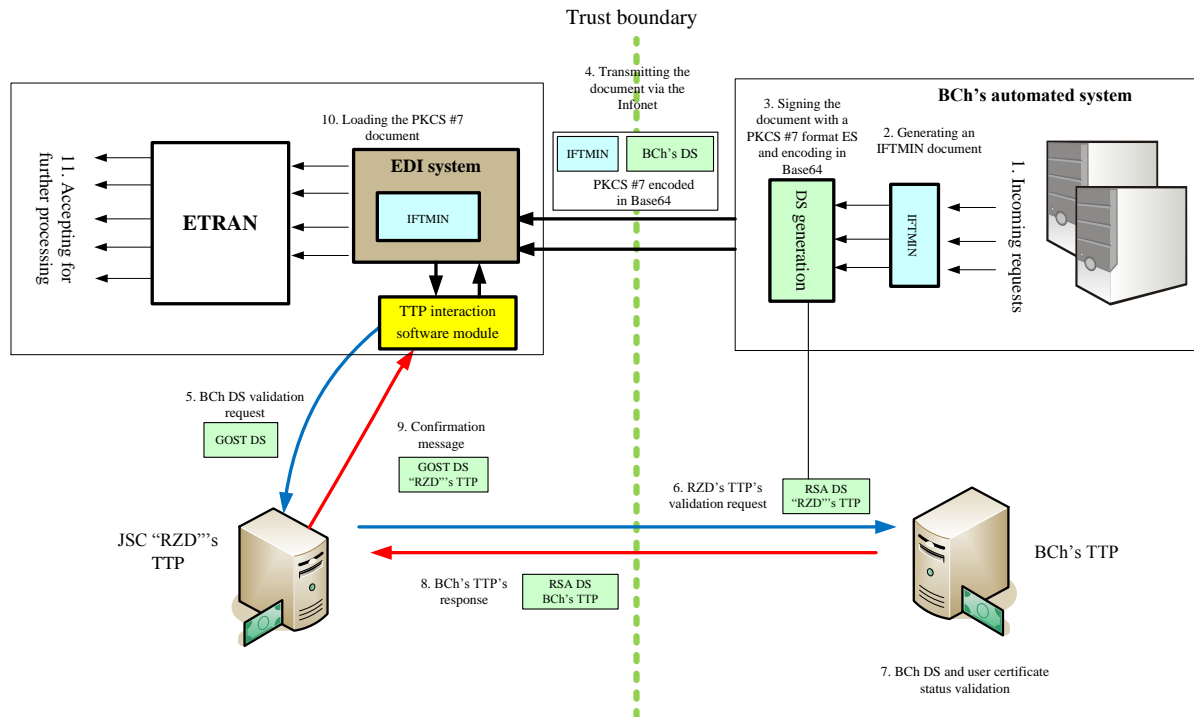 Trust boundary
4. Transmitting the
document via the
Infonet
BCh's automated system
3. Signing the
document with a
PKCS #7 format ES
and encoding in
Base64
2. Generating an
IFTMIN document
1. Incoming requests
IFTMIN
DS generation
IFTMIN
BCh's DS
PKCS #7 encoded
in Base64
10. Loading the PKCS #7
document
EDI system
IFTMIN
ETRAN
11. Accepting for
further processing
TTP interaction
software module
5. BCh DS validation
request
GOST DS
9. Confirmation
message
GOST DS
“RZD”'s TTP
6. RZD's TTP's
validation request
RSA DS
“RZD”'s TTP
JSC “RZD”'s
TTP
BCh's TTP
8. BCh's TTP's
response
RSA DS
BCh's TTP
7. BCh DS and user certificate
status validation